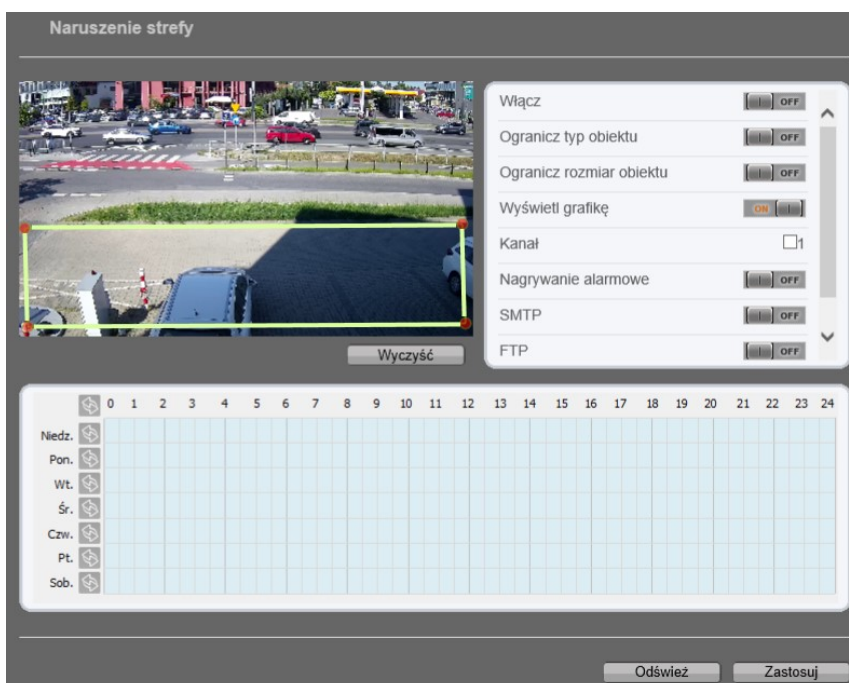 Naruszenie strefy
Włącz OFF
Ogranicz typ obiektu OFF
Ogranicz rozmiar obiektu OFF
Wyświetl grafikę ON
Kanał 1
Nagrywanie alarmowe OFF
SMTP OFF
FTP OFF
Wyczyść
0 1 2 3 4 5 6 7 8 9 10 11 12 13 14 15 16 17 18 19 20 21 22 23 24
Niedz.
Pon.
Wt.
Śr.
Czw.
Pt.
Sob.
Odśwież Zastosuj